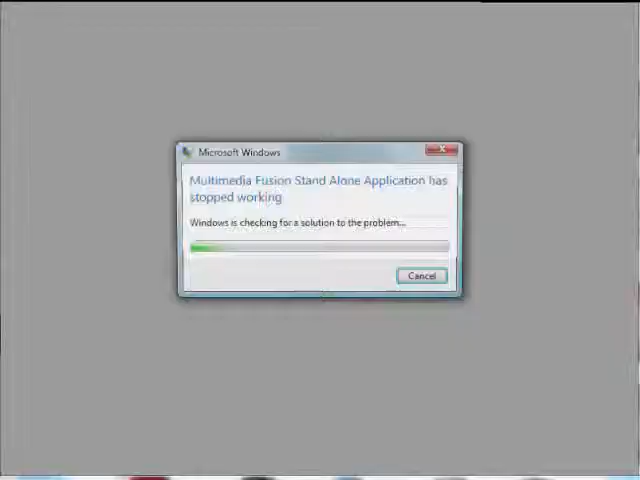 Microsoft Windows
Multimedia Fusion Stand Alone Application has
stopped working
Windows is checking for a solution to the problem...
Cancel